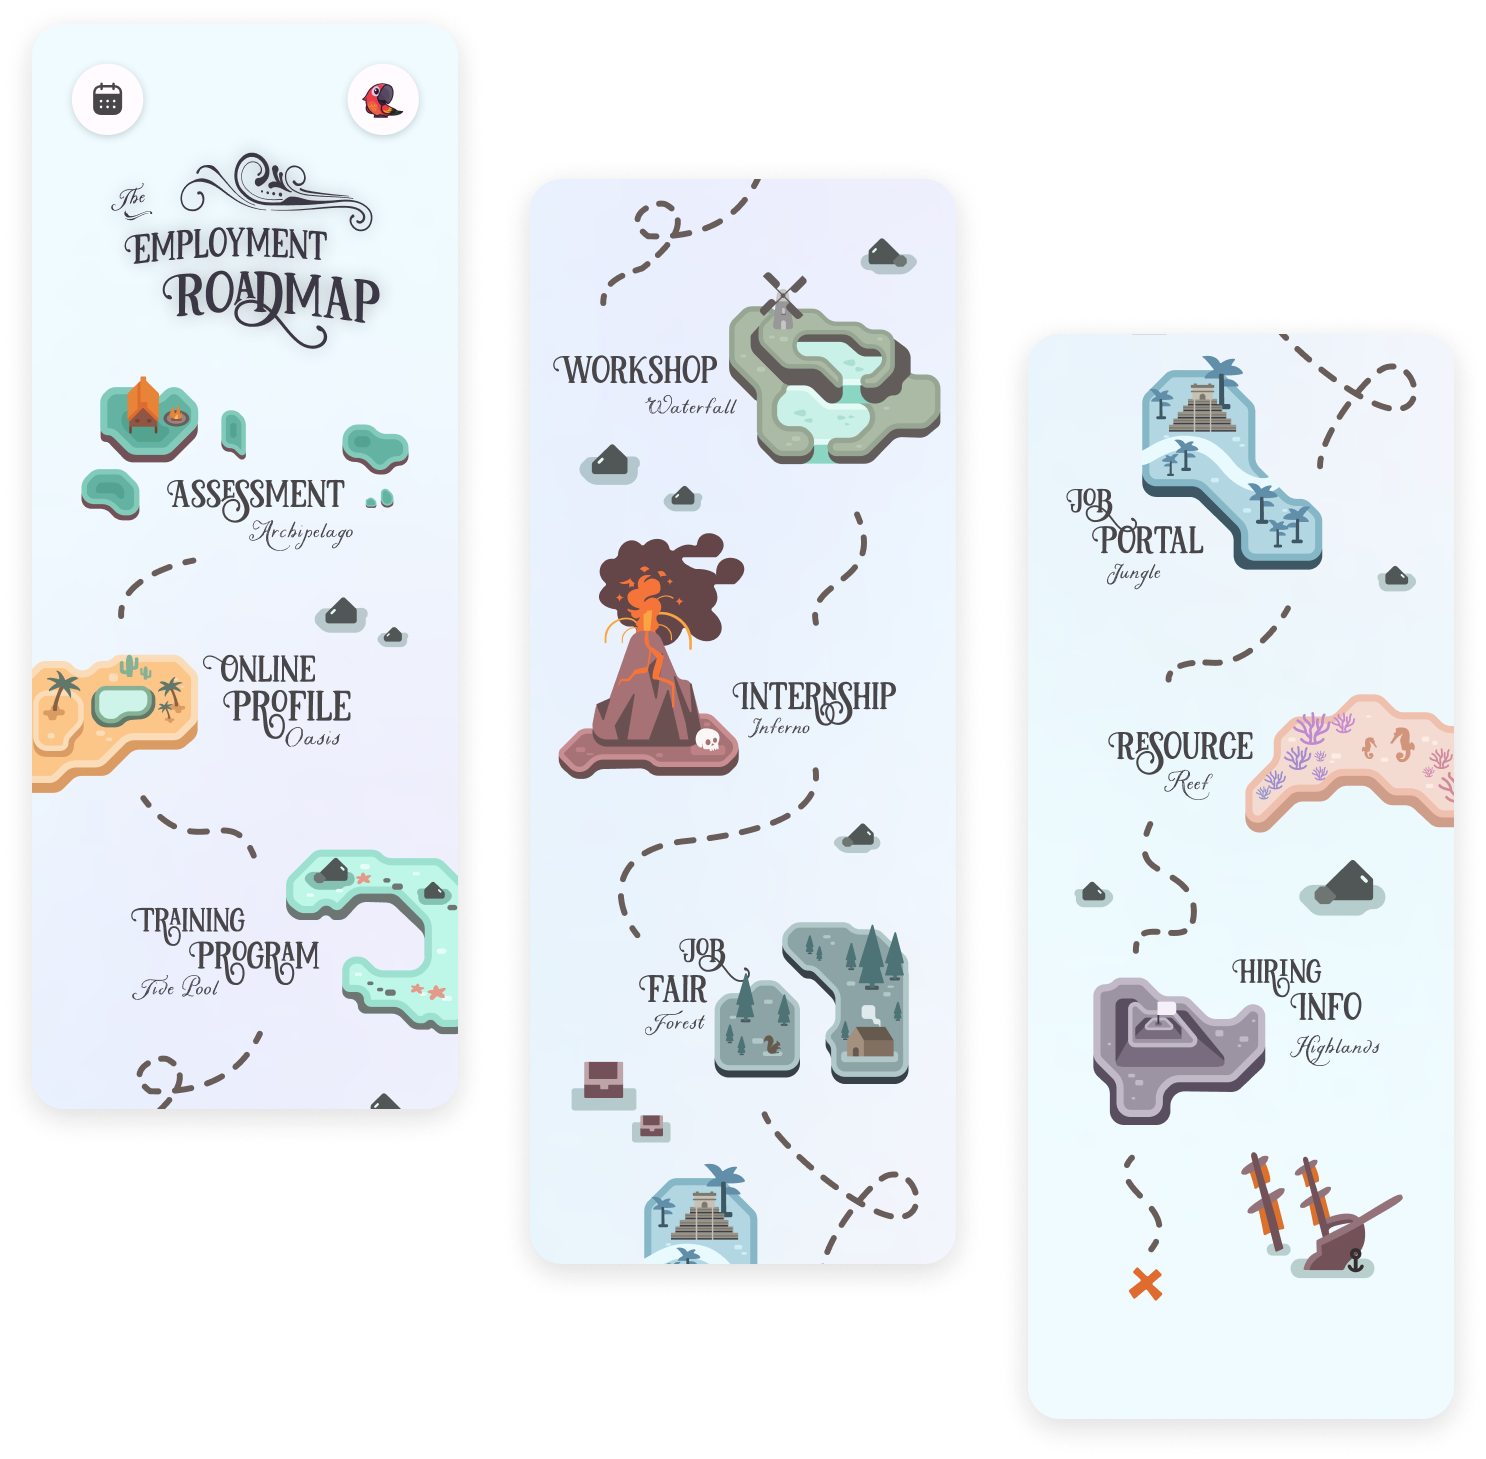 The
EMPLOYMENT
ROADMAP
ASSESSMENT
Archipelago
ONLINE
PROFILE
Oasis
TRAINING
PROGRAM
Tide Pool
WORKSHOP
Waterfall
INTERNSHIP
Inferno
JOB
FAIR
Forest
JOB
PORTAL
Jungle
RESOURCE
Reef
HIRING
INFO
Highlands